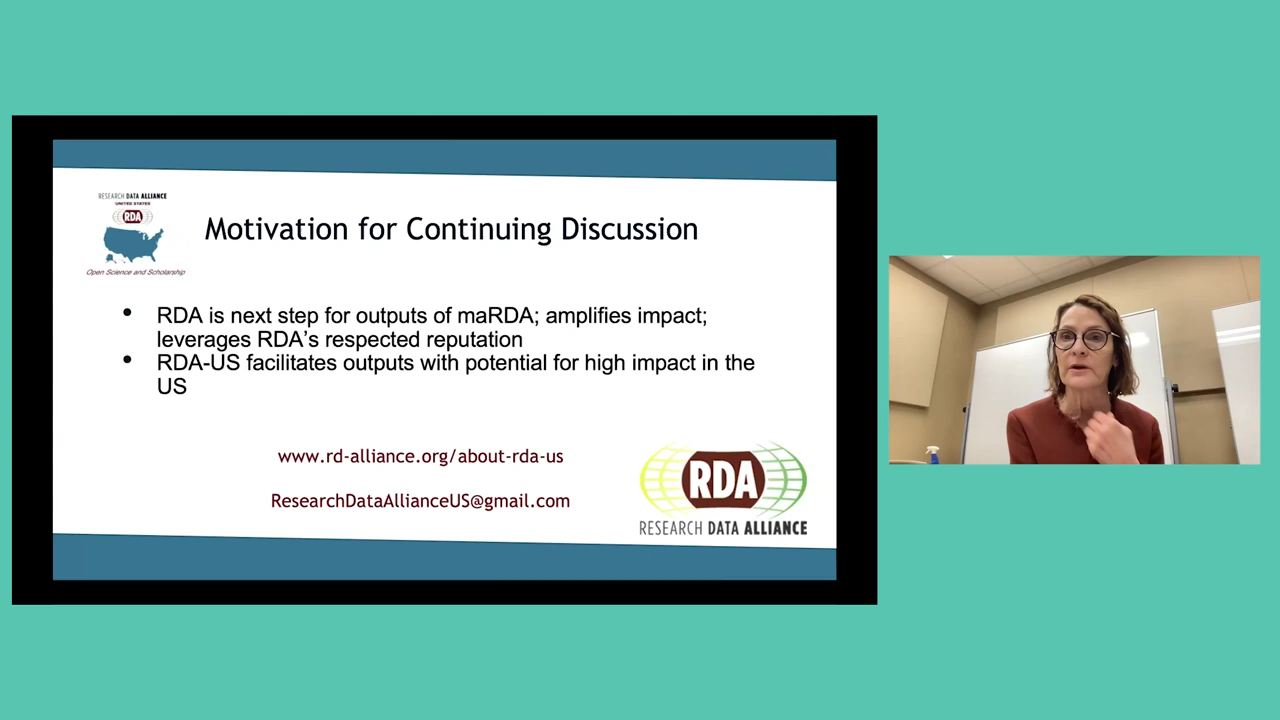 RESEARCH DATA ALLIANCE
UNITED STATES
RDA
Open Science and Scholarship
Motivation for Continuing Discussion
• RDA is next step for outputs of maRDA; amplifies impact;
leverages RDA's respected reputation
• RDA-US facilitates outputs with potential for high impact in the
US
www.rd-alliance.org/about-rda-us
ResearchDataAllianceUS@gmail.com
RDA
RESEARCH DATA ALLIANCE